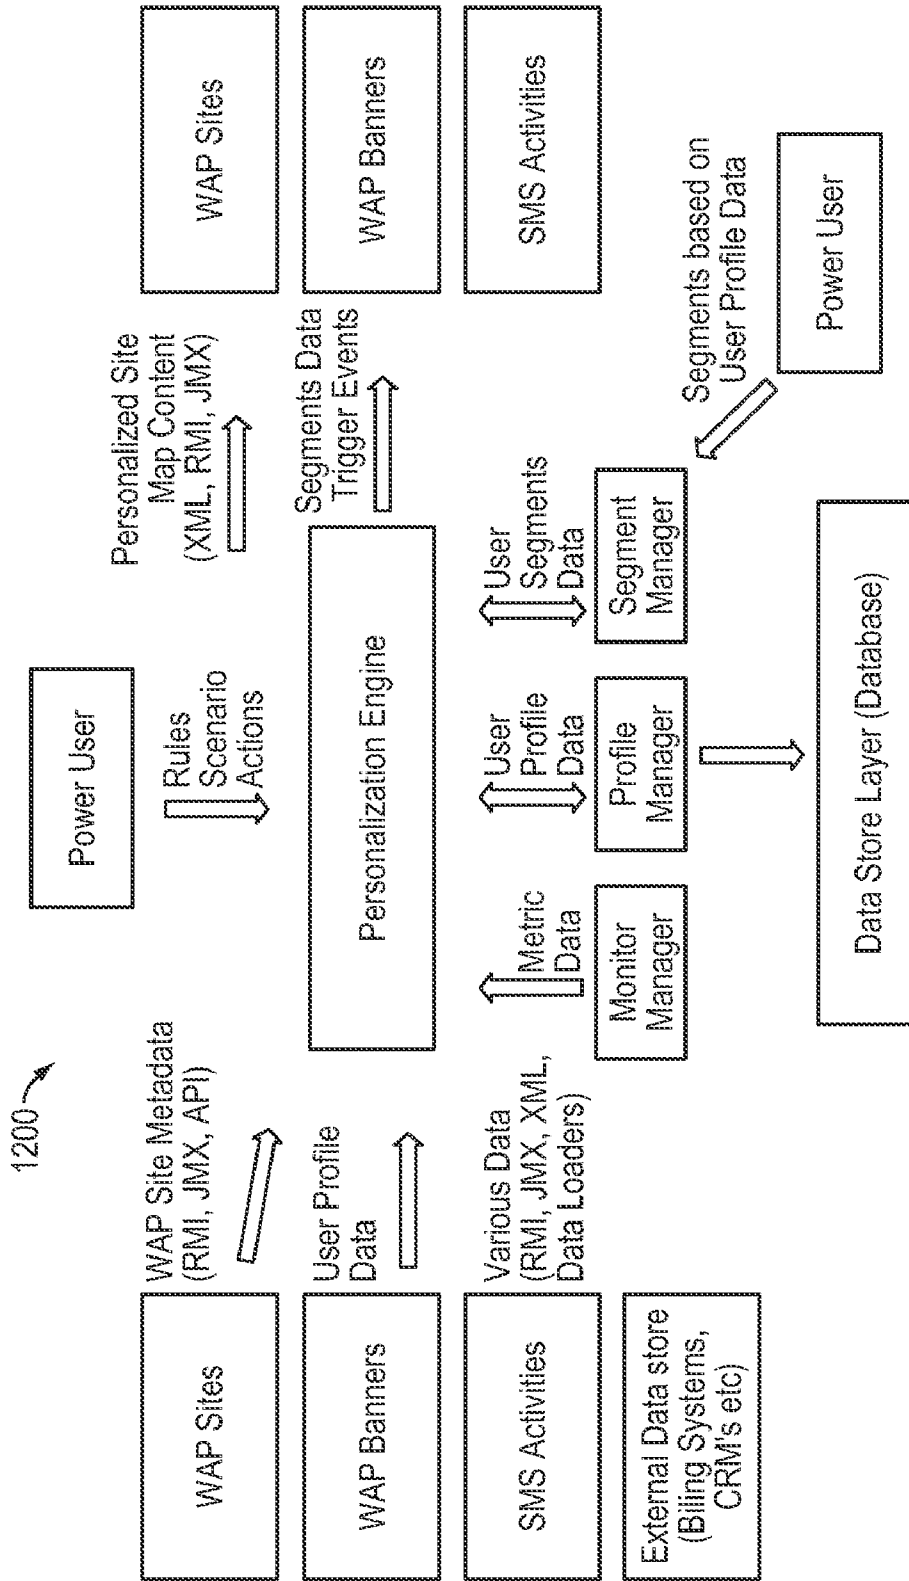 1200
Power User
Rules
Scenario
Actions
WAP Sites
WAP Site Metadata
(RMI, JMX, API)
Personalized Site
Map Content
(XML, RMI, JMX)
WAP Sites
WAP Banners
User Profile
Data
Personalization Engine
Segments Data
Trigger Events
WAP Banners
SMS Activities
Various Data
(RMI, JMX, XML,
Data Loaders)
Metric
Data
User
Profile
Data
User
Segments
Data
SMS Activities
External Data store
(Biling Systems,
CRM's etc)
Monitor
Manager
Profile
Manager
Segment
Manager
Segments based on
User Profile Data
Power User
Data Store Layer (Database)